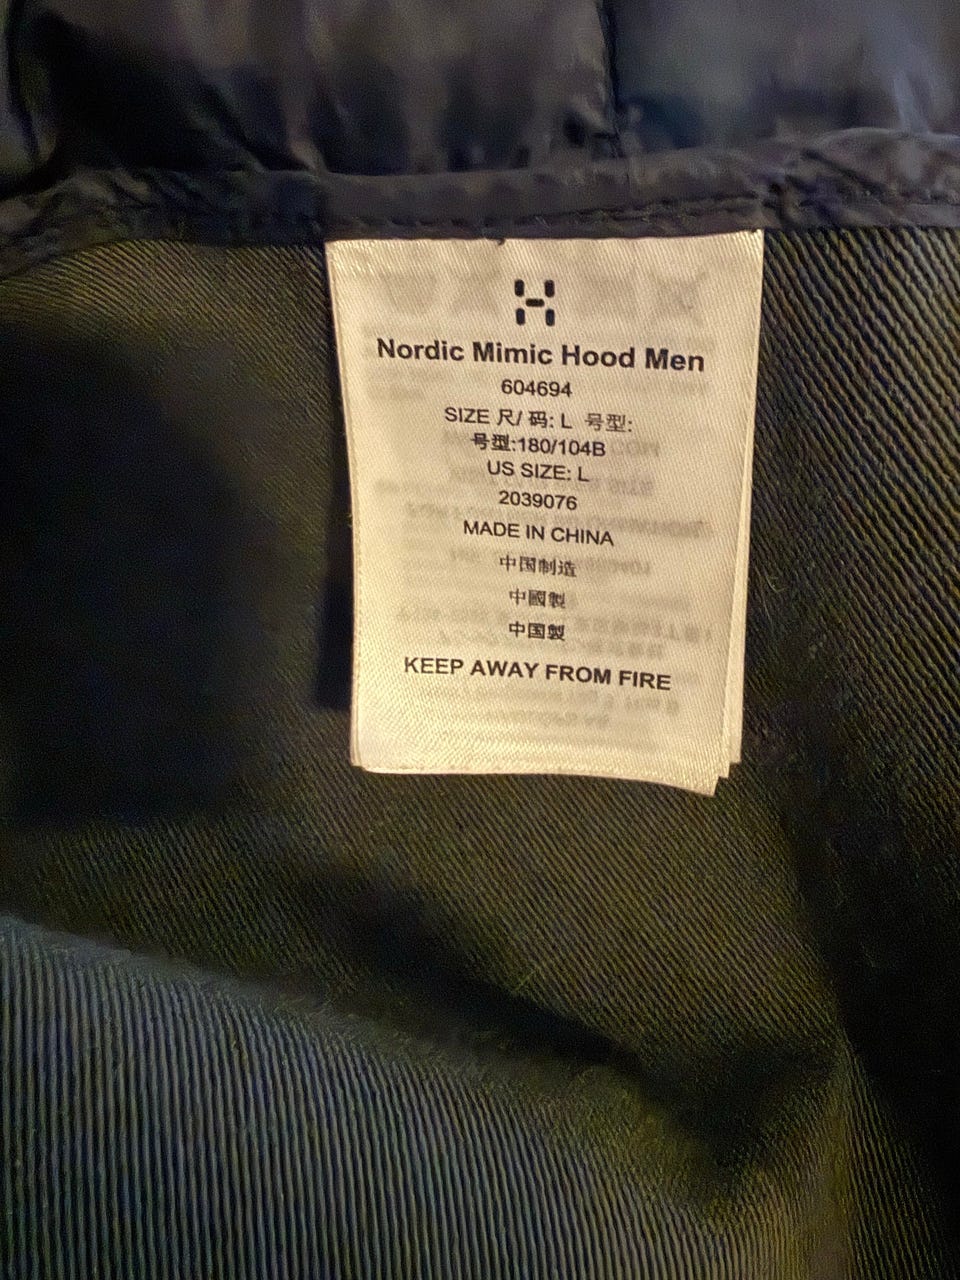 Nordic Mimic Hood Men
604694
SIZE 尺/ 码: L 号型:
号型:180/104B
US SIZE: L
2039076
MADE IN CHINA
中国制造
中國製
中国製
KEEP AWAY FROM FIRE